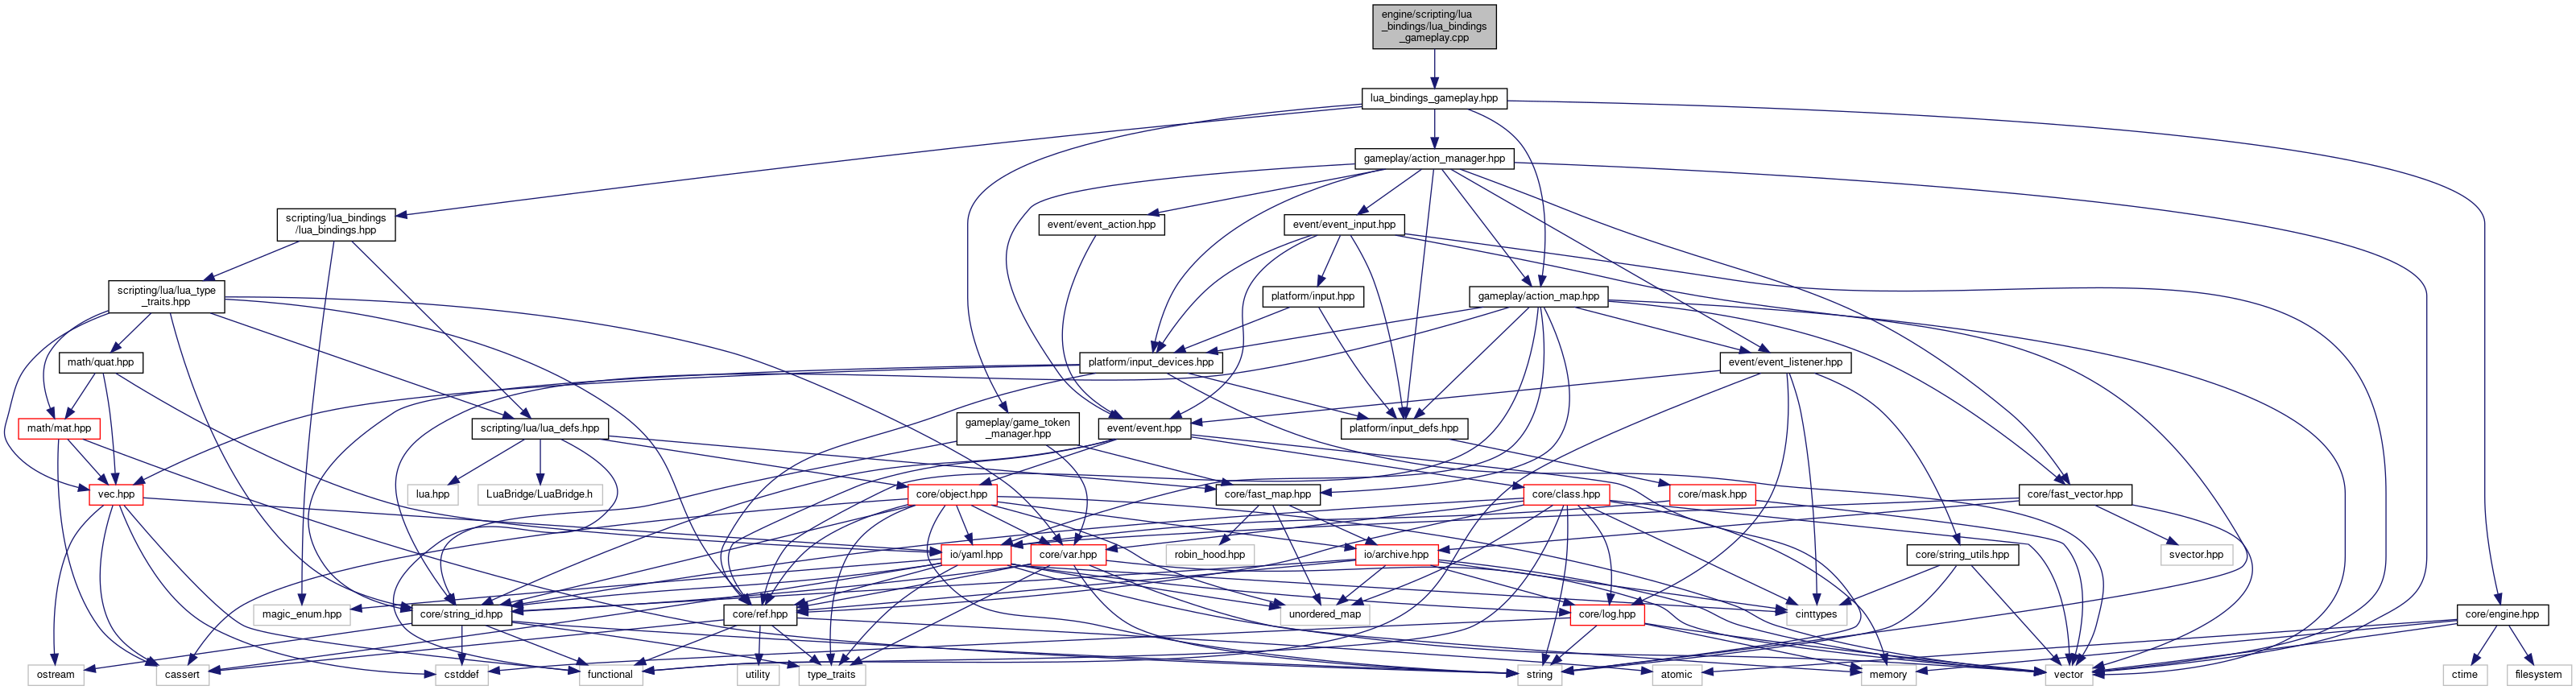 engine/scripting/lua
_bindings/lua_bindings
_gameplay.cpp
lua_bindings_gameplay.hpp
gameplay/action_manager.hpp
scripting/lua_bindings
/lua_bindings.hpp
event/event_action.hpp
event/event_input.hpp
scripting/lua/lua_type
_traits.hpp
platform/input.hpp
gameplay/action_map.hpp
math/quat.hpp
platform/input_devices.hpp
event/event_listener.hpp
math/mat.hpp
scripting/lua/lua_defs.hpp
gameplay/game_token
_manager.hpp
event/event.hpp
platform/input_defs.hpp
vec.hpp
lua.hpp
LuaBridge/LuaBridge.h
core/object.hpp
core/fast_map.hpp
core/class.hpp
core/mask.hpp
core/fast_vector.hpp
io/yaml.hpp
core/var.hpp
robin_hood.hpp
io/archive.hpp
core/string_utils.hpp
svector.hpp
magic_enum.hpp
core/string_id.hpp
core/ref.hpp
unordered_map
core/log.hpp
cinttypes
core/engine.hpp
ostream
cassert
cstddef
functional
utility
type_traits
string
atomic
memory
vector
ctime
filesystem